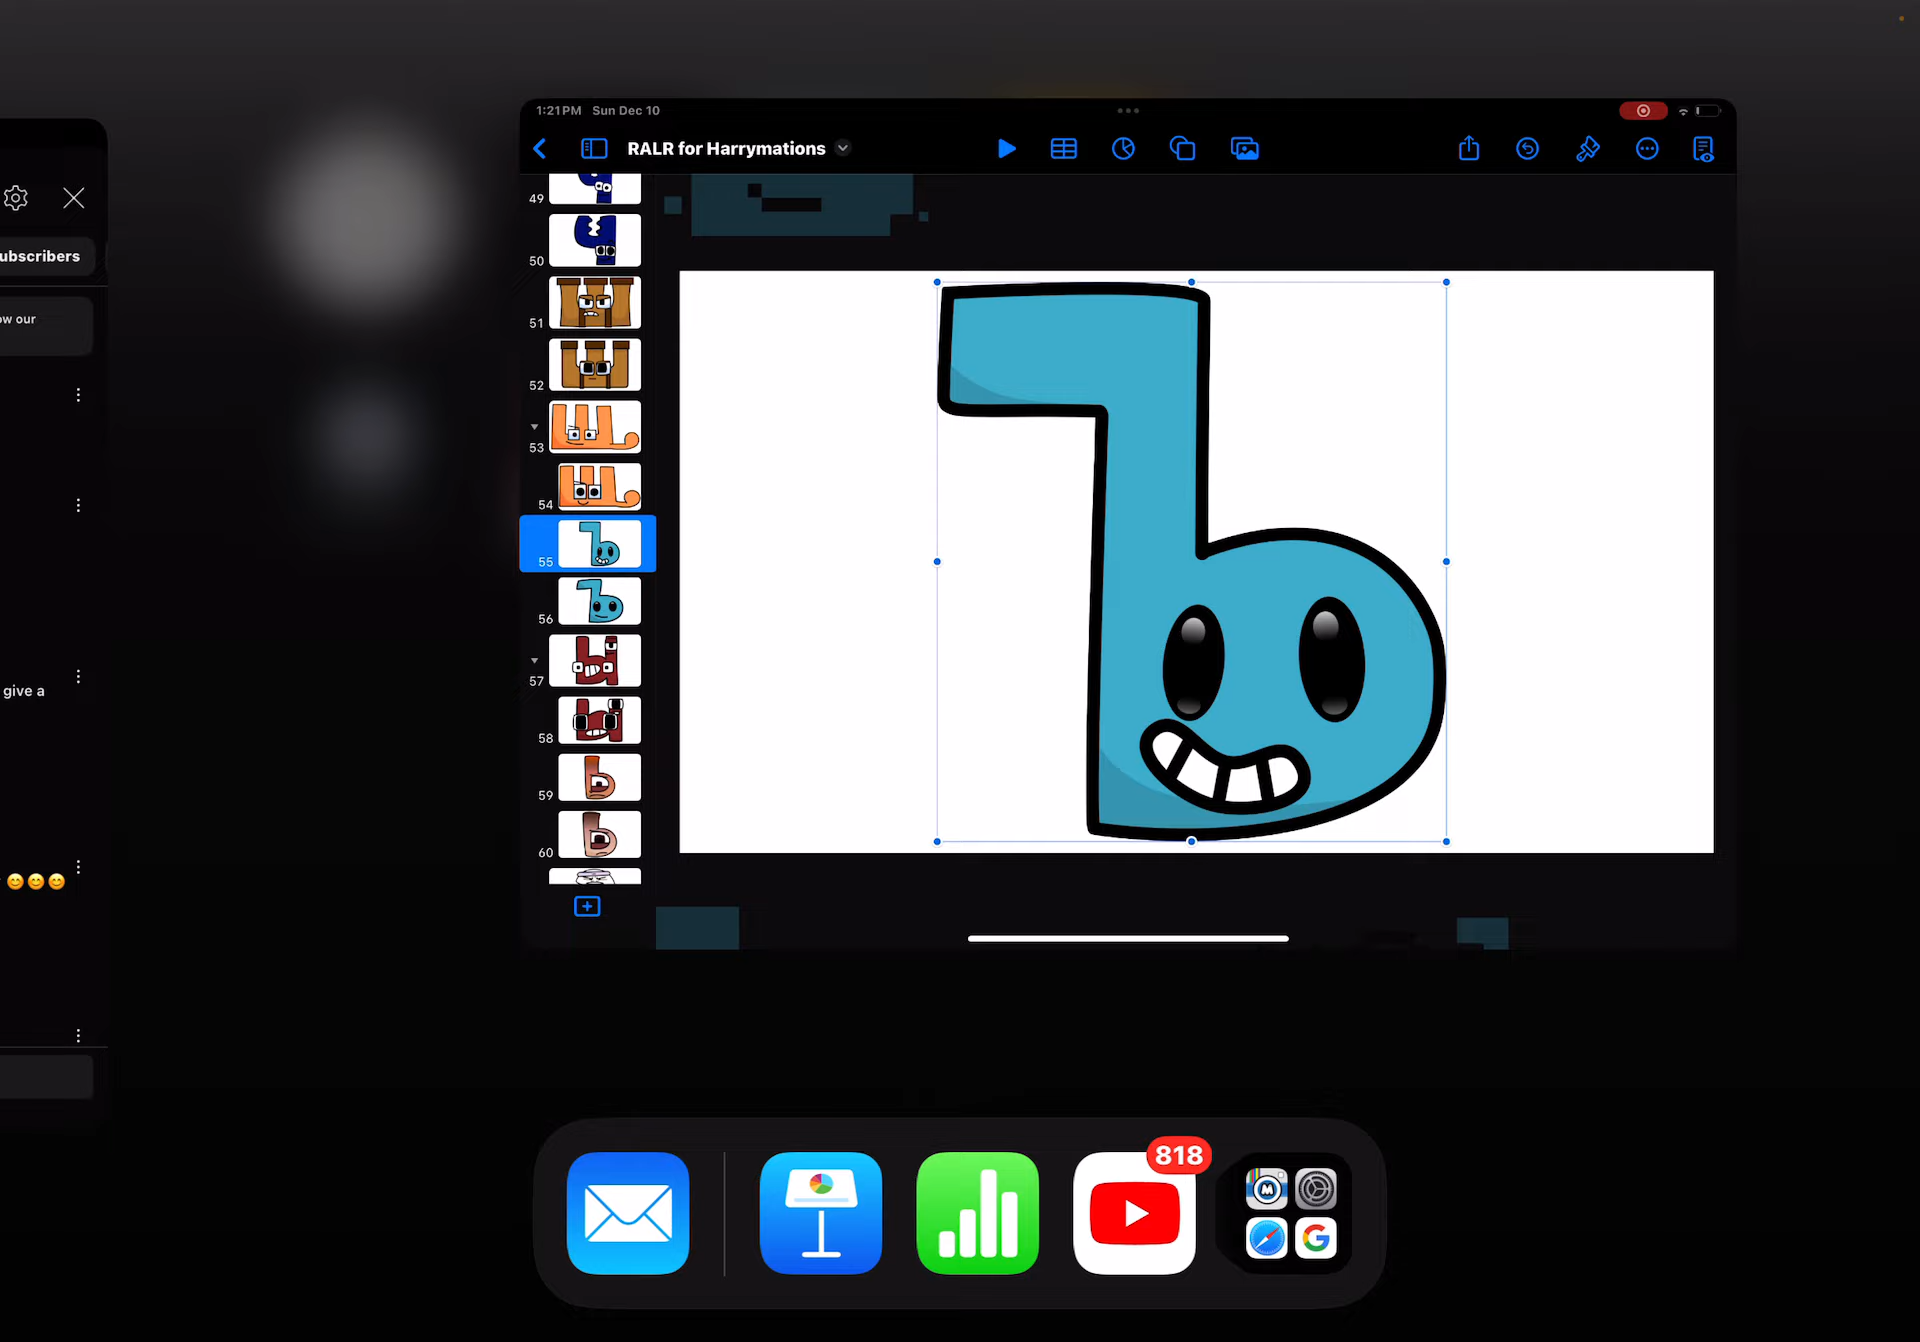 1:21 PM Sun Dec 10
RALR for Harrymations
ubscribers
ow our
give a
😊😊😊
49
50
51
52
53
54
55
56
57
58
59
60
Ъ
818